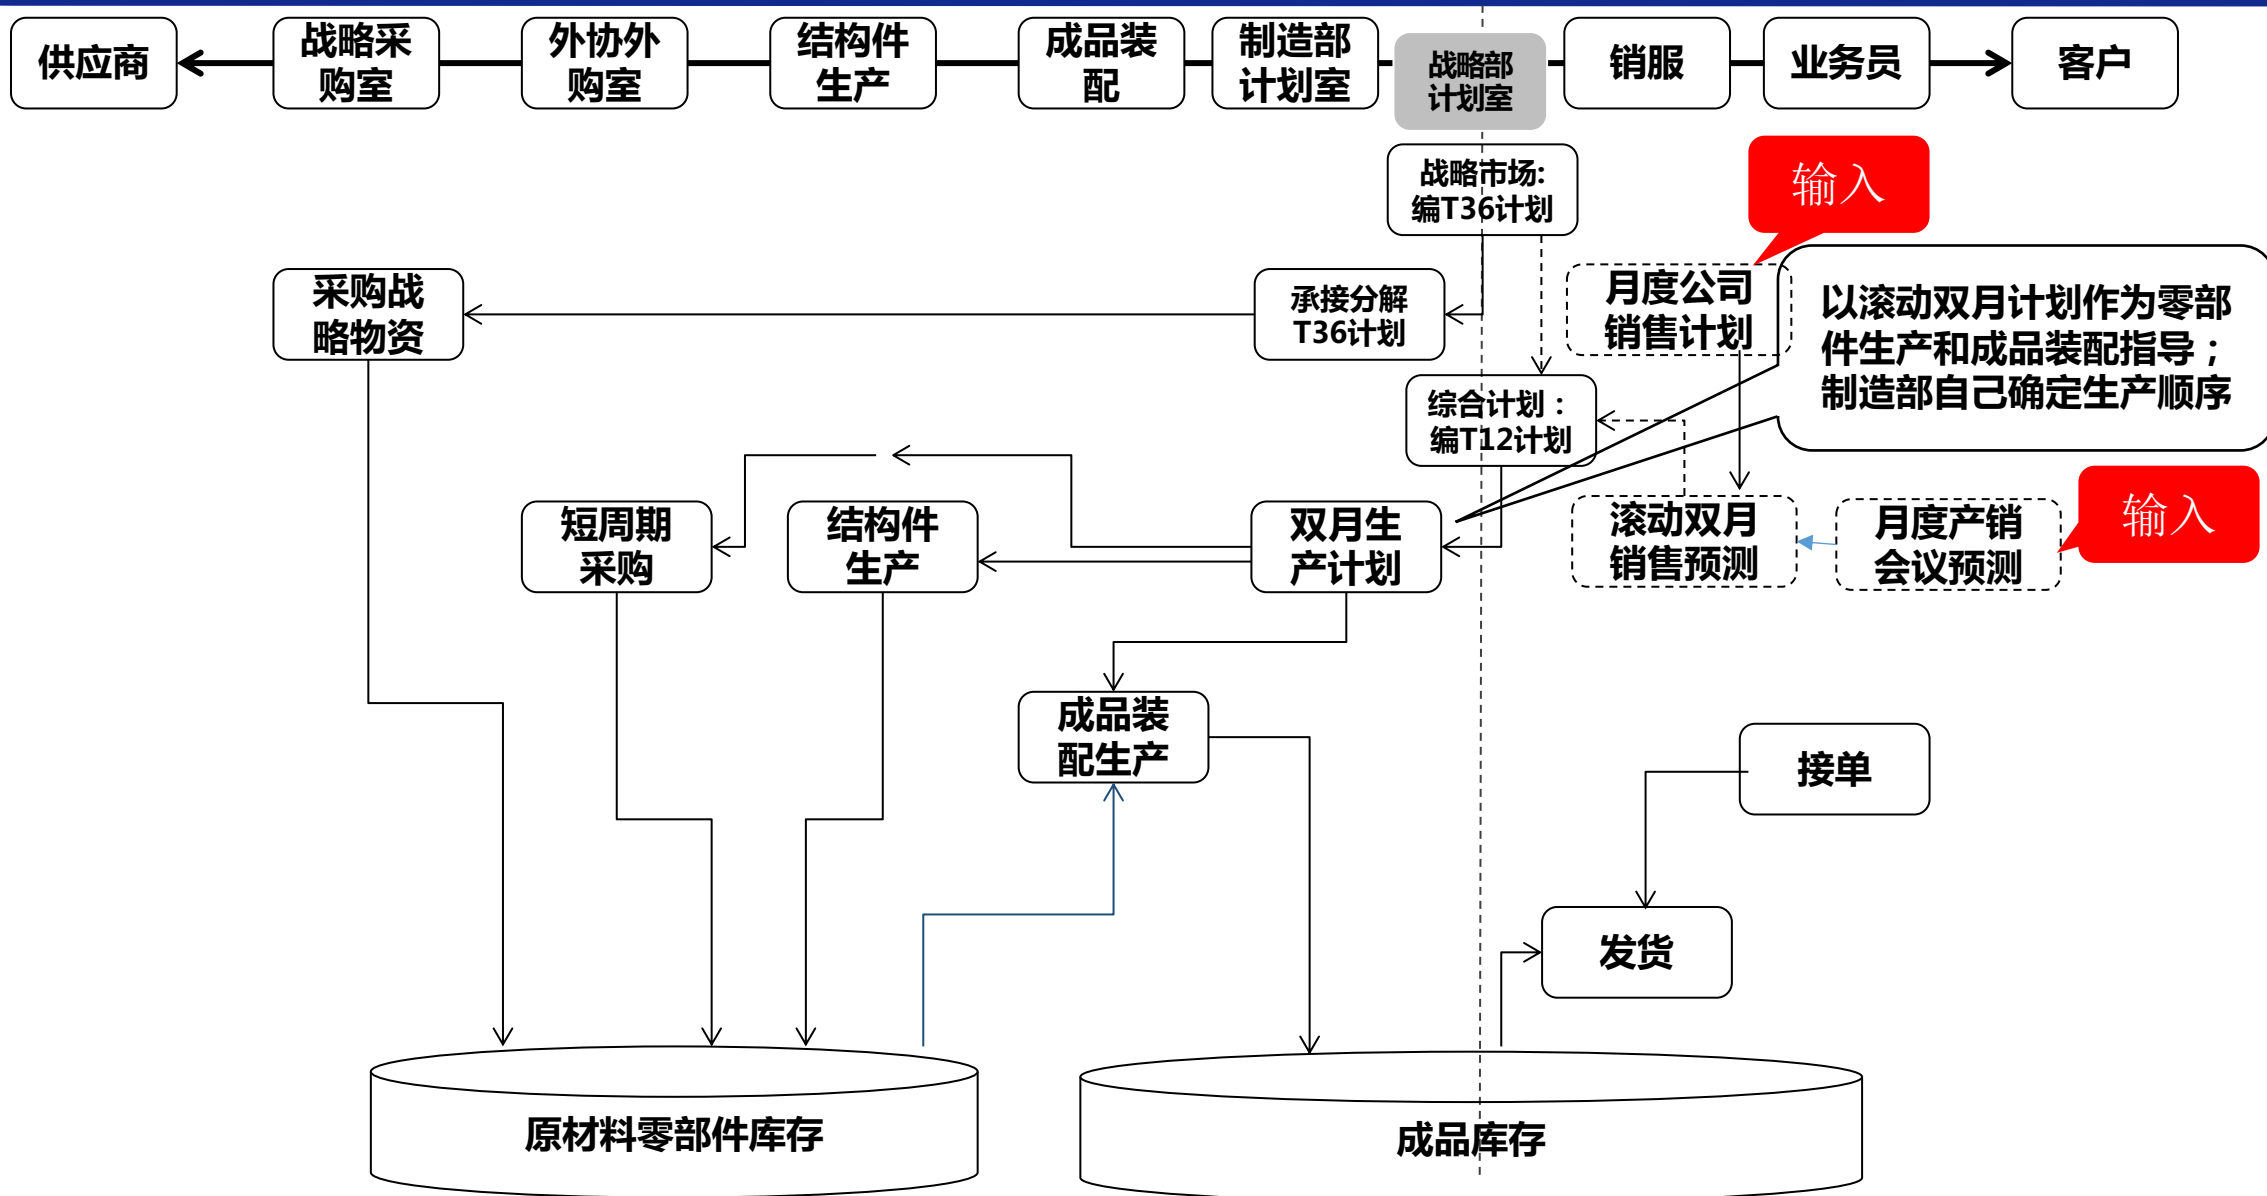 供应商
战略采
购室
外协外
购室
结构件
生产
成品装
配
制造部
计划室
战略部
计划室
销服
业务员
客户
战略市场:
编T36计划
输入
采购战
略物资
承接分解
T36计划
月度公司
销售计划
以滚动双月计划作为零部
件生产和成品装配指导；
制造部自己确定生产顺序
综合计划：
编T12计划
短周期
采购
结构件
生产
双月生
产计划
滚动双月
销售预测
月度产销
会议预测
输入
成品装
配生产
接单
发货
原材料零部件库存
成品库存